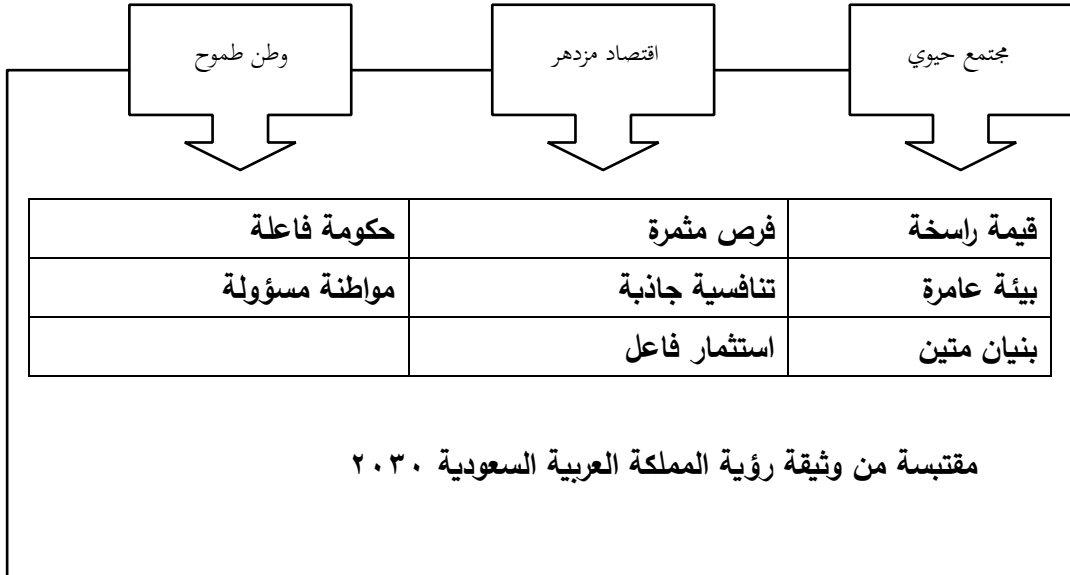 مجتمع حيوي اقتصاد مزدهر وطن طموح
قيمة راسخة فرص مثمرة حكومة فاعلة
بيئة عامرة تنافسية جاذبة مواطنة مسؤولة
بنيان متين استثمار فاعل
مقتبسة من وثيقة رؤية المملكة العربية السعودية ٢٠٣٠